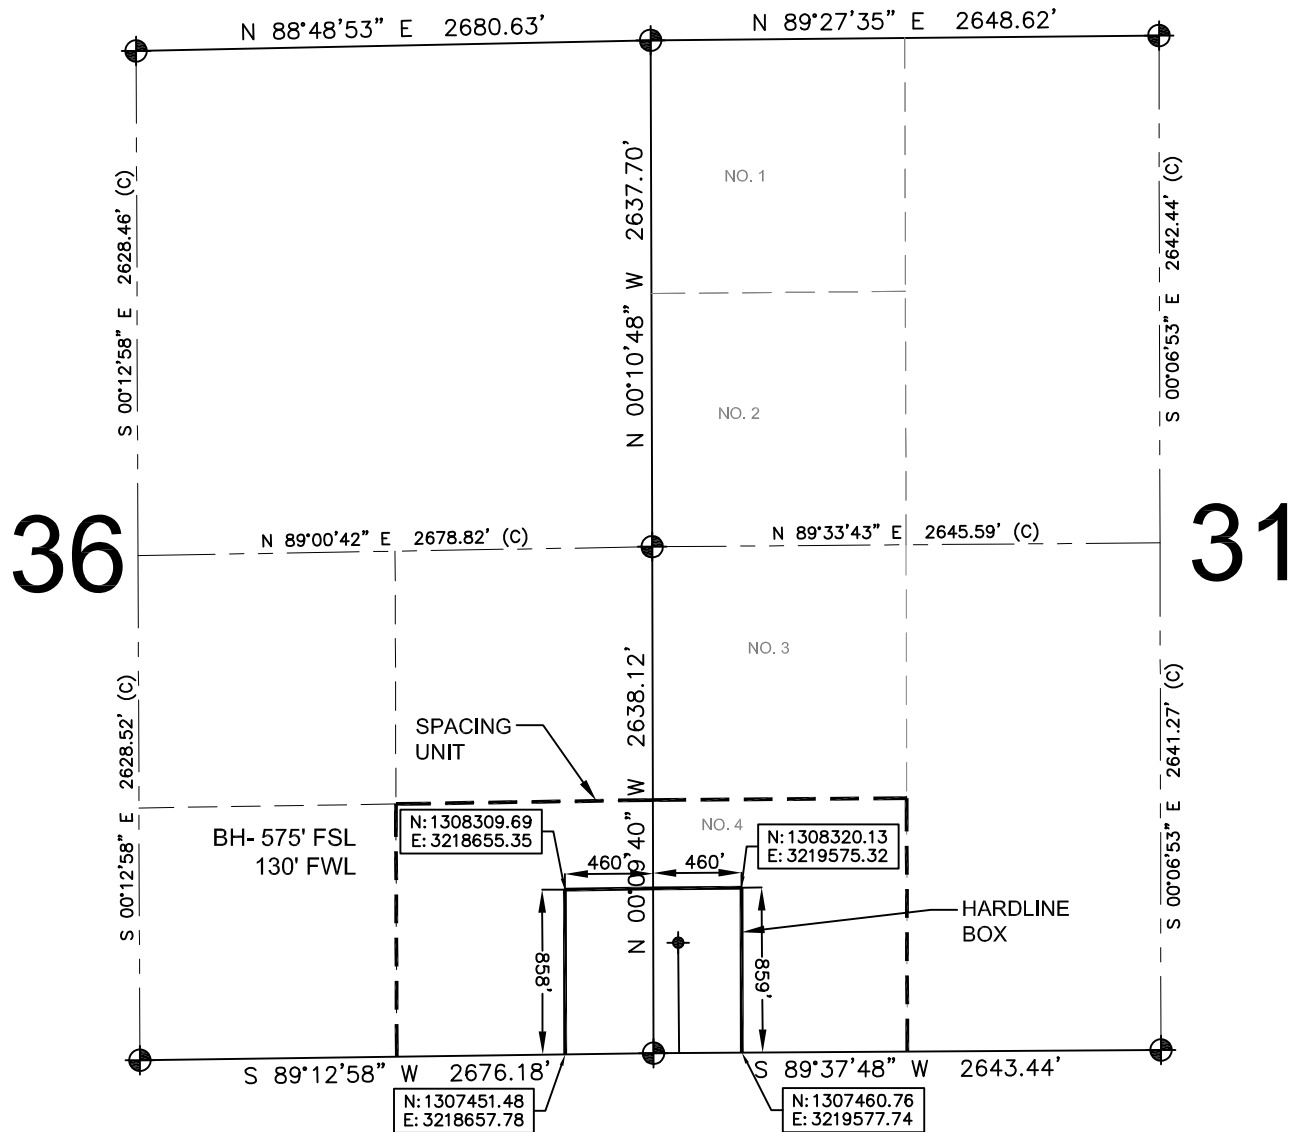 N 88°48'53" E 2680.63'
N 89°27'35" E 2648.62'
S 00°12'58" E 2628.46' (C)
N 00°10'48" W 2637.70'
S 00°06'53" E 2642.44' (C)
NO. 1
NO. 2
36
N 89°00'42" E 2678.82' (C)
N 89°33'43" E 2645.59' (C)
31
NO. 3
S 00°12'58" E 2628.52' (C)
N 00°09'40" W 2638.12'
S 00°06'53" E 2641.27' (C)
SPACING
UNIT
BH- 575' FSL
130' FWL
N: 1308309.69
E: 3218655.35
NO. 4
N: 1308320.13
E: 3219575.32
460'
460'
HARDLINE
BOX
858'
859'
S 89°12'58" W 2676.18'
S 89°37'48" W 2643.44'
N: 1307451.48
E: 3218657.78
N: 1307460.76
E: 3219577.74